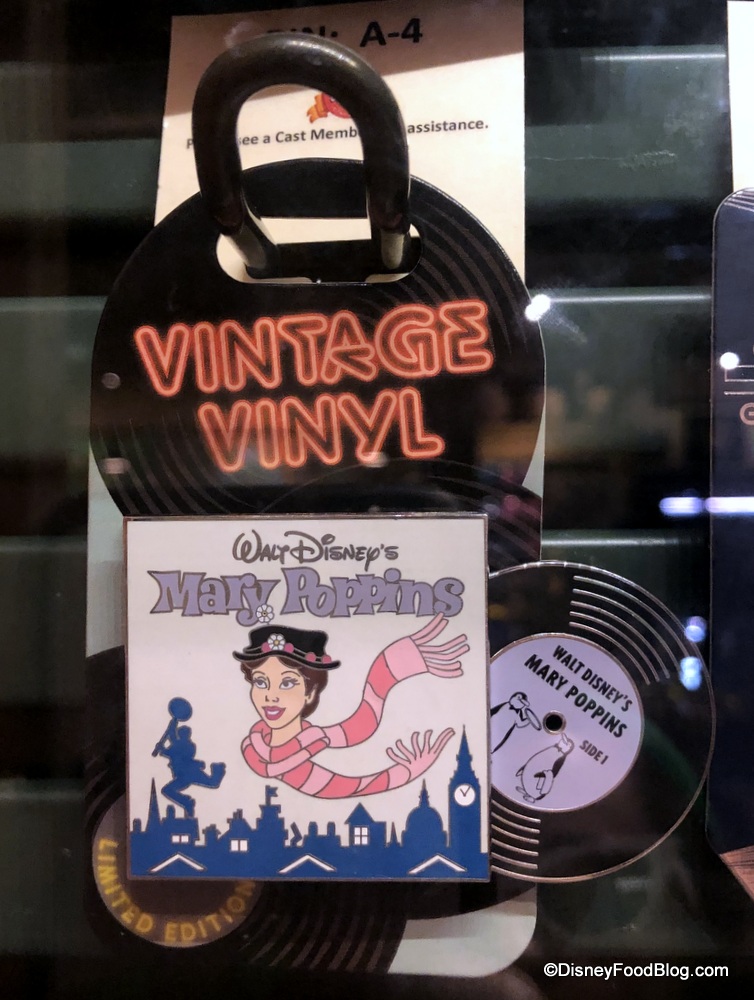 A-4
see a Cast Member assistance.
VINTAGE
VINYL
WALT DISNEY'S
Mary Poppins
WALT DISNEY'S
MARY POPPINS
SIDE 1
LIMITED EDITION
©DisneyFoodBlog.com